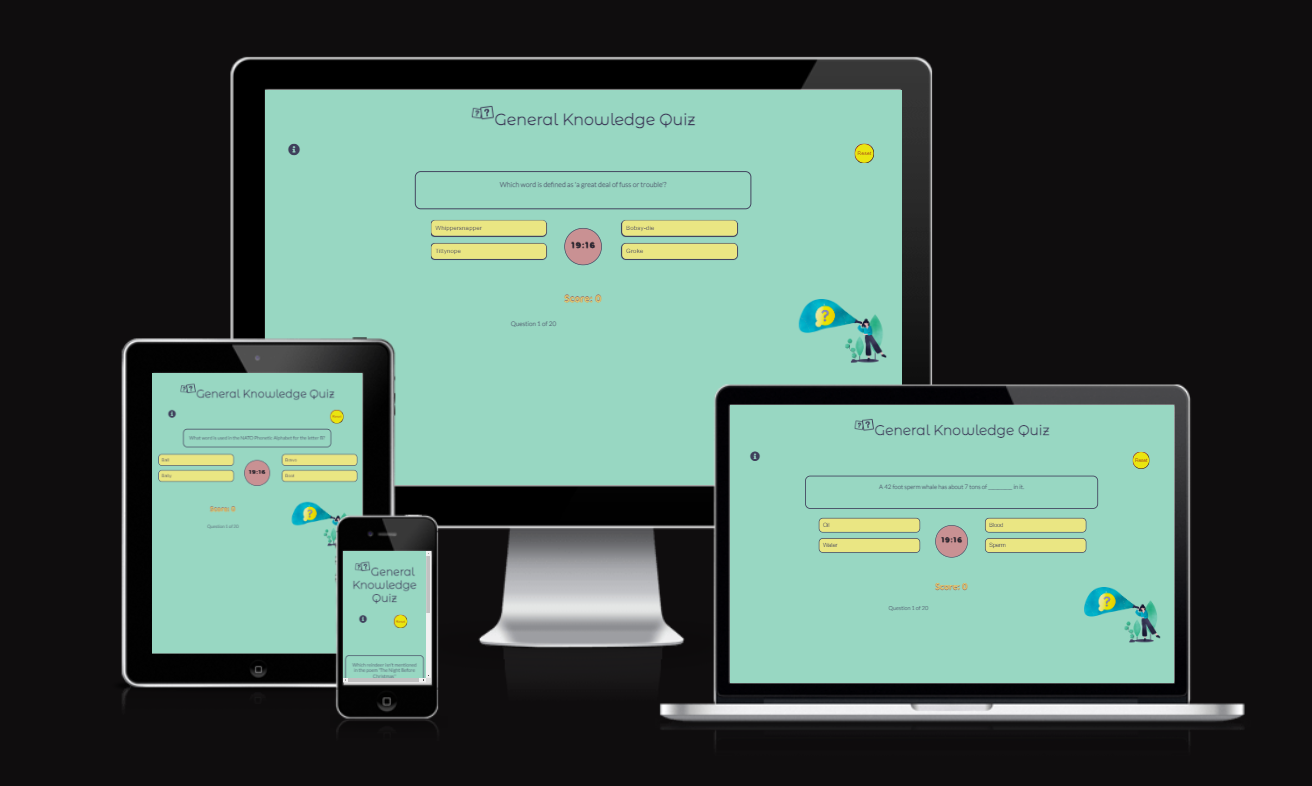 General Knowledge Quiz
Reset
Which word is defined as 'a great deal of fuss or trouble'?
Whippersnapper
Bobsy-die
Tittynope
Groke
19:16
Score: 0
Question 1 of 20
General Knowledge Quiz
Reset
What word is used in the NATO Phonetic Alphabet for the letter B?
Bravo
Baby
19:16
Score: 0
Question 1 of 20
General
Knowledge
Quiz
Reset
Which reindeer isn't mentioned
in the poem "The Night Before
Christmas"
General Knowledge Quiz
Reset
A 42 foot sperm whale has about 7 tons of ________ in it.
Oil
Blood
Water
Sperm
19:16
Score: 0
Question 1 of 20